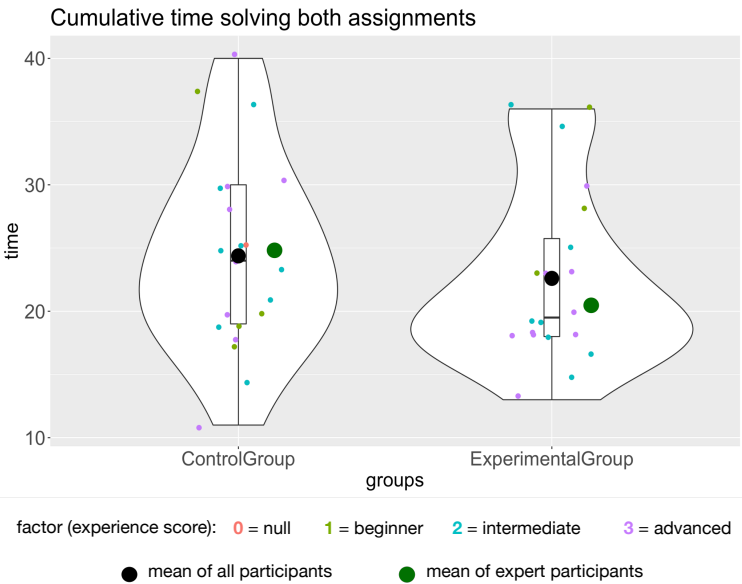 Cumulative time solving both assignments
40
30
20
10
time
ControlGroup ExperimentalGroup
groups
factor (experience score): 0 = null 1 = beginner 2 = intermediate 3 = advanced
mean of all participants mean of expert participants